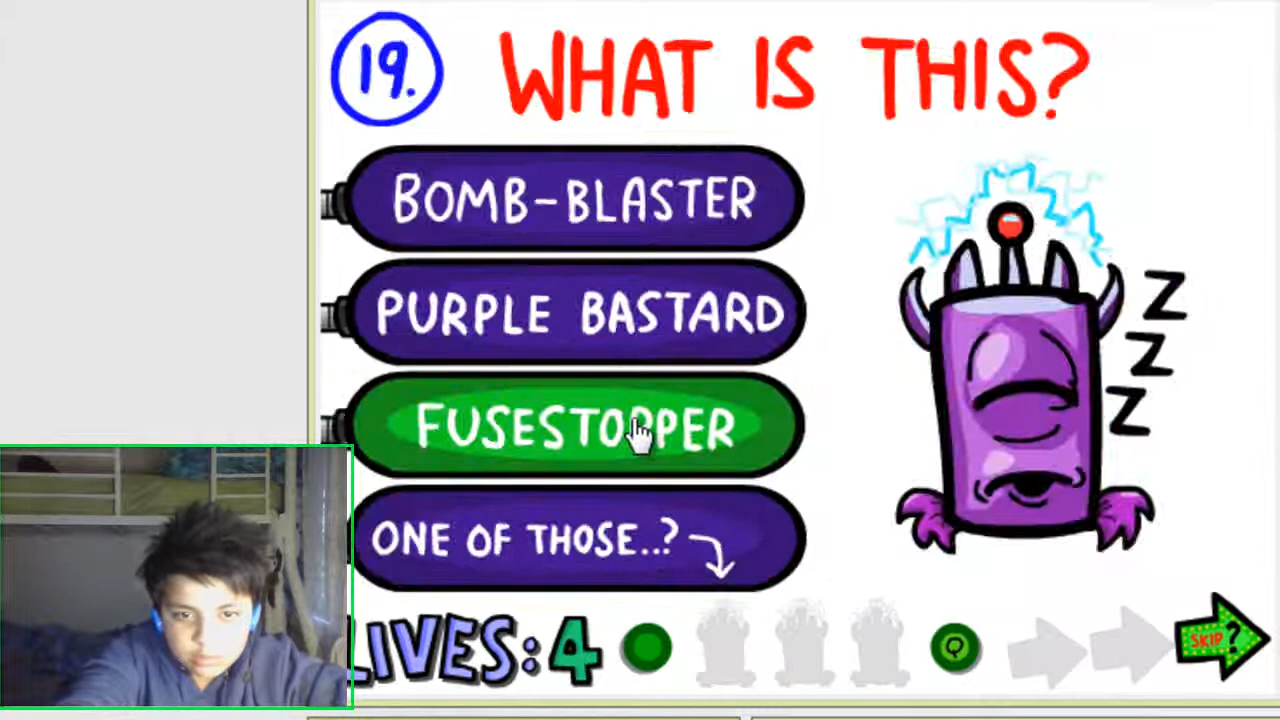 19. WHAT IS THIS?
BOMB-BLASTER
PURPLE BASTARD
FUSESTOPPER
ONE OF THOSE..?
Z
Z
Z
LIVES: 4
Q
SKIP?